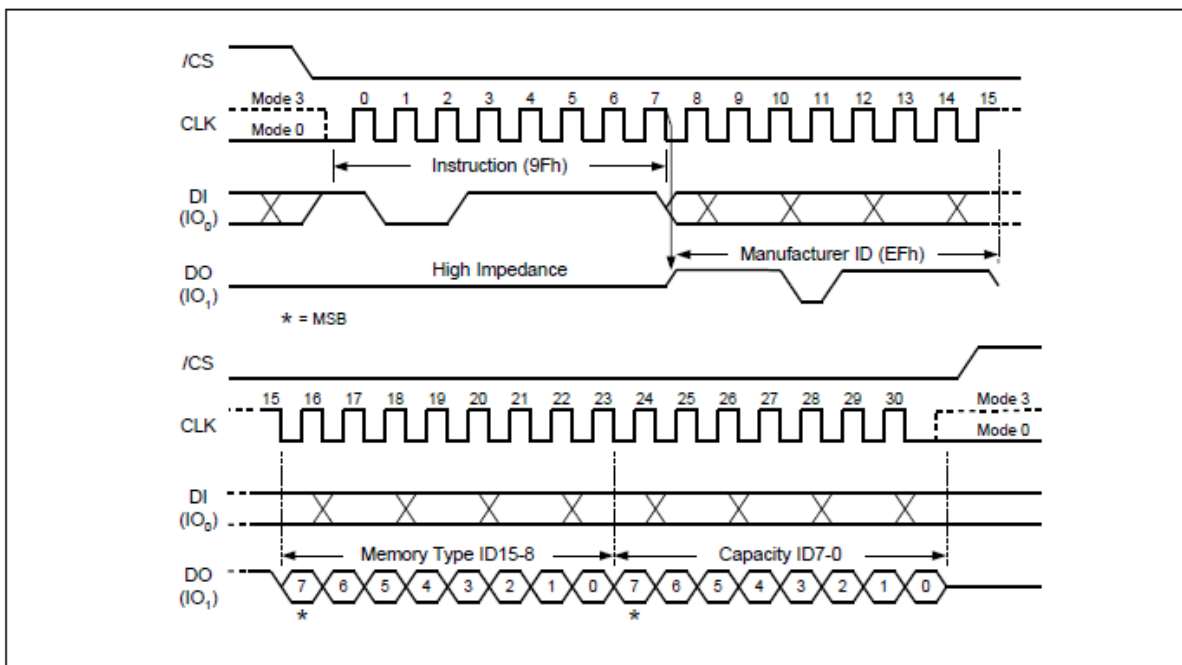 /CS
Mode 3 0 1 2 3 4 5 6 7 8 9 10 11 12 13 14 15
CLK
Mode 0
Instruction (9Fh)
DI
(IO0)
Manufacturer ID (EFh)
DO
(IO1)
High Impedance
* = MSB
/CS
15 16 17 18 19 20 21 22 23 24 25 26 27 28 29 30 Mode 3
CLK
Mode 0
DI
(IO0)
Memory Type ID15-8 Capacity ID7-0
DO
(IO1)
7 6 5 4 3 2 1 0 7 6 5 4 3 2 1 0
* *